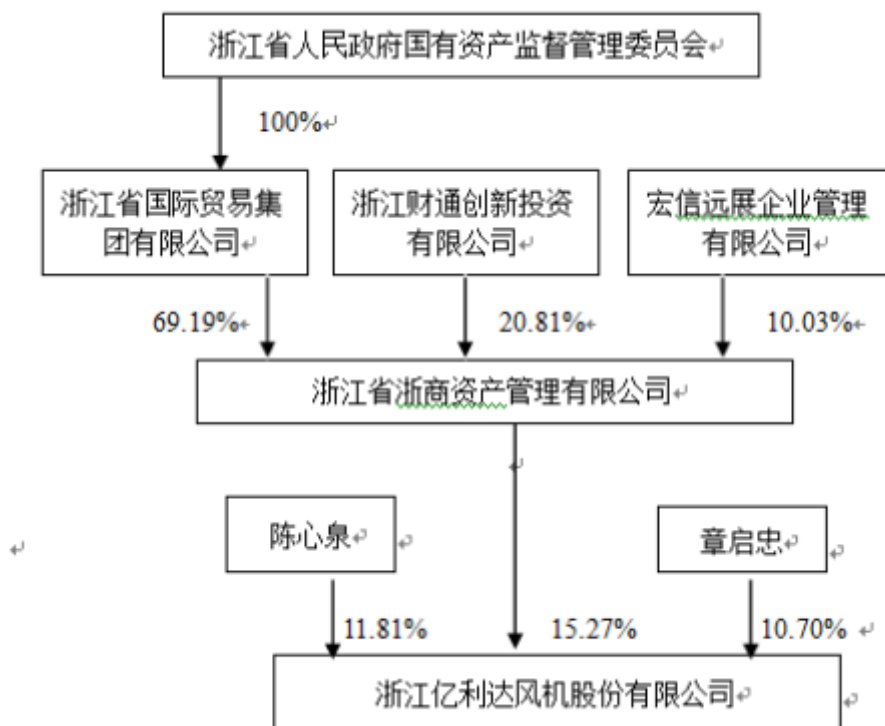 浙江省人民政府国有资产监督管理委员会
100%
浙江省国际贸易集
团有限公司
浙江财通创新投资
有限公司
宏信远展企业管理
有限公司
69.19%
20.81%
10.03%
浙江省浙商资产管理有限公司
陈心泉
章启忠
11.81%
15.27%
10.70%
浙江亿利达风机股份有限公司